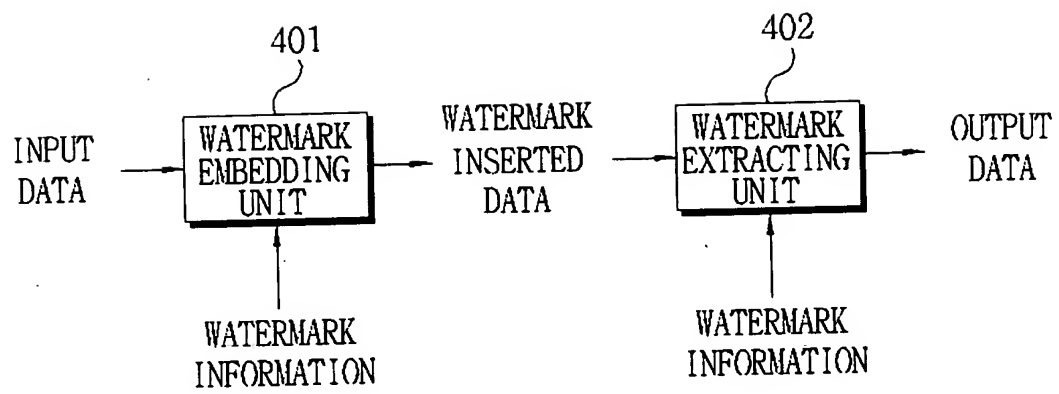 401
402
INPUT
DATA
WATERMARK
EMBEDDING
UNIT
WATERMARK
INSERTED
DATA
WATERMARK
EXTRACTING
UNIT
OUTPUT
DATA
WATERMARK
INFORMATION
WATERMARK
INFORMATION